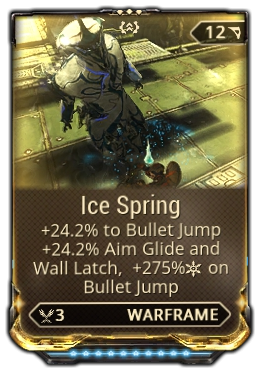 12
Ice Spring
+24.2% to Bullet Jump
+24.2% Aim Glide and
Wall Latch, +275% on
Bullet Jump
3 WARFRAME